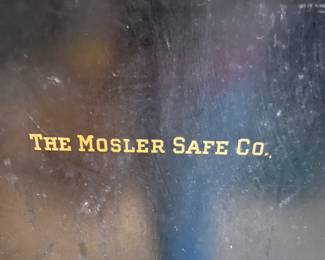 The Mosler Safe Co.